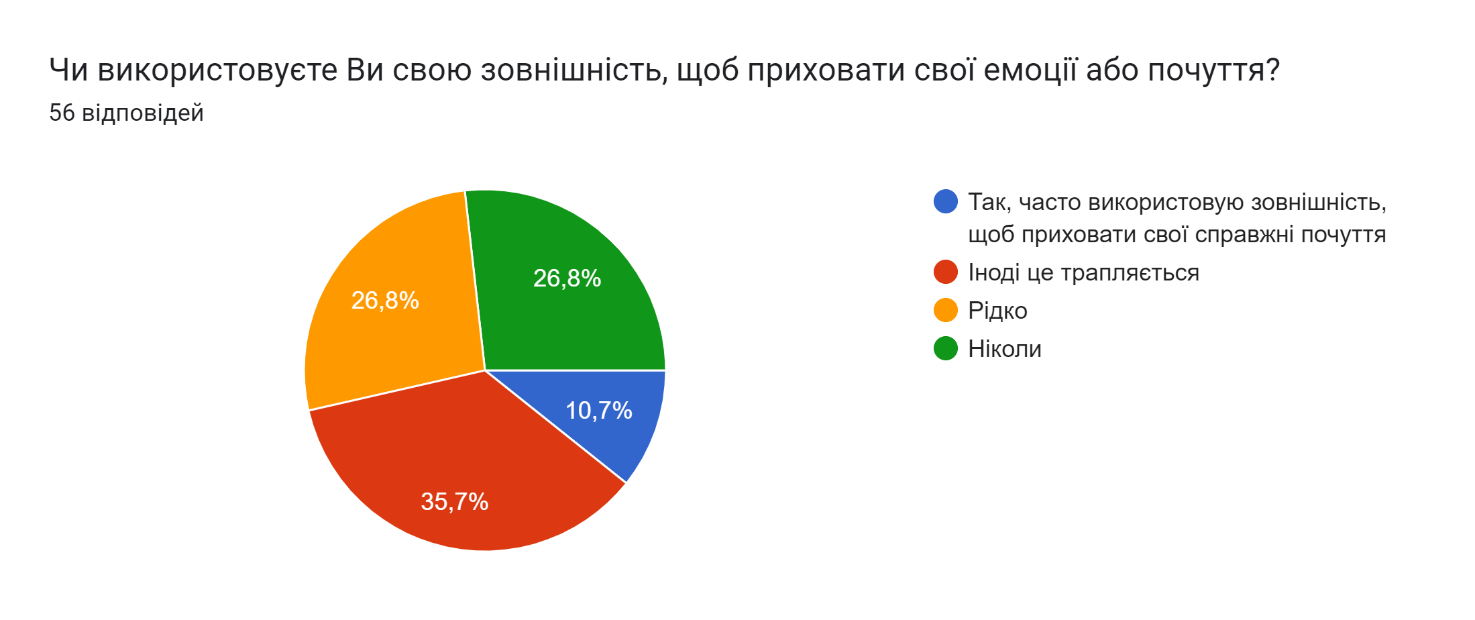 Чи використовуєте Ви свою зовнішність, щоб приховати свої емоції або почуття?
56 відповідей
26,8%
26,8%
10,7%
35,7%
Так, часто використовую зовнішність,
щоб приховати свої справжні почуття
Іноді це трапляється
Рідко
Ніколи